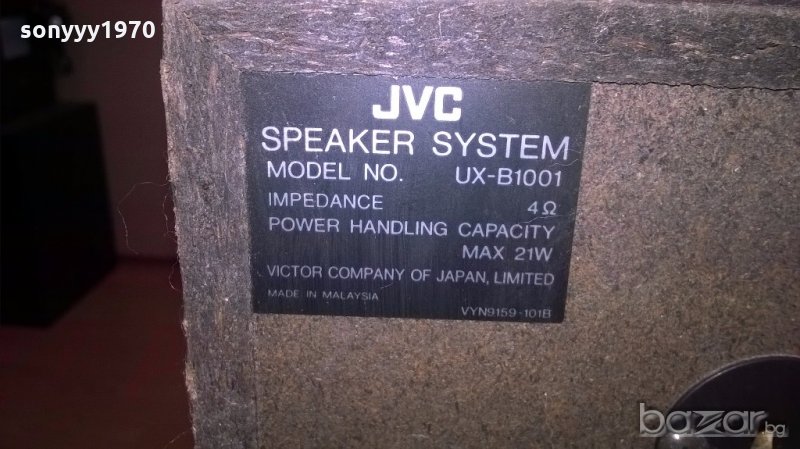 sonyyy1970
JVC
SPEAKER SYSTEM
MODEL NO. UX-B1001
IMPEDANCE 4Ω
POWER HANDLING CAPACITY
MAX 21W
VICTOR COMPANY OF JAPAN, LIMITED
MADE IN MALAYSIA VYN9159-101B
bazar.bg